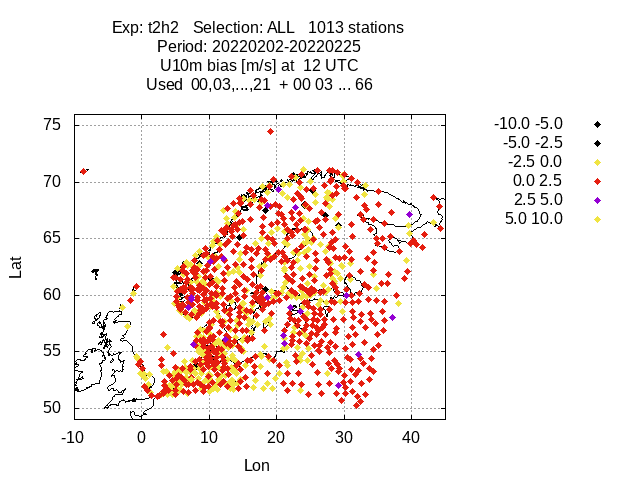 Exp: t2h2 Selection: ALL 1013 stations
Period: 20220202-20220225
U10m bias [m/s] at 12 UTC
Used 00,03,...,21 + 00 03 ... 66
75
70
65
60
55
50
-10 0 10 20 30 40
Lat
Lon
-10.0 -5.0
-5.0 -2.5
-2.5 0.0
0.0 2.5
2.5 5.0
5.0 10.0